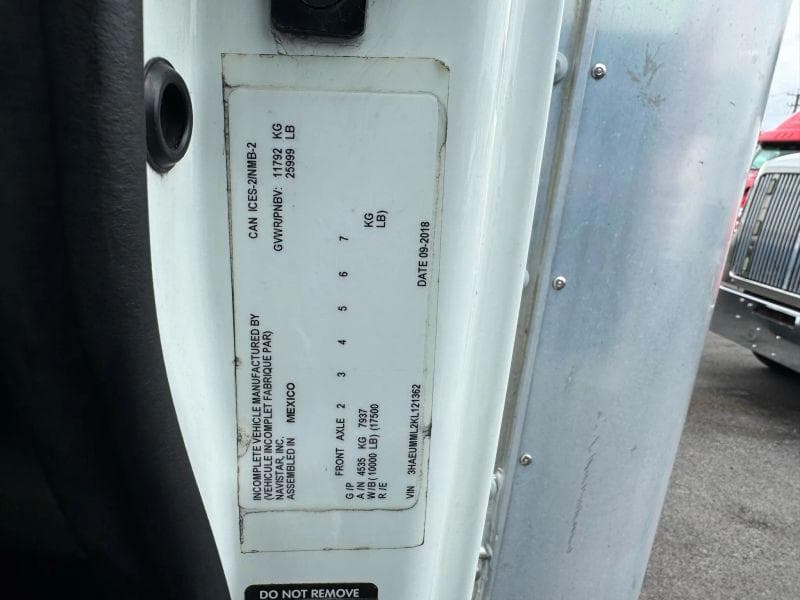 INCOMPLETE VEHICLE MANUFACTURED BY
(VEHICULE INCOMPLET FABRIQUE PAR)
NAVISTAR, INC.
ASSEMBLED IN MEXICO
CAN ICES-2/NMB-2
GVWR/PNBV: 11792 KG
25999 LB
FRONT AXLE 2 3 4 5 6 7
G /P
A /N 4535 KG 7937 KG
W/B ( 10000 LB) (17500 LB)
R /E
VIN 3HAEUMML2KL121362
DATE 09-2018
DO NOT REMOVE